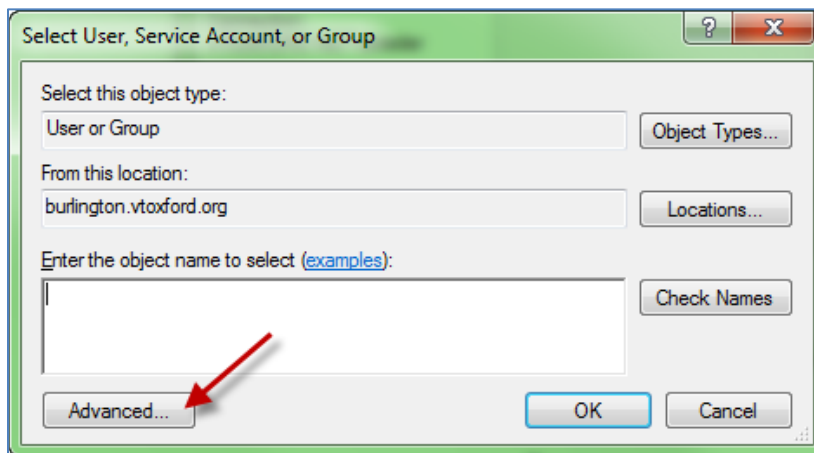 Select User, Service Account, or Group
Select this object type:
User or Group
Object Types...
From this location:
burlington.vtoxford.org
Locations...
Enter the object name to select (examples):
Check Names
Advanced...
OK
Cancel